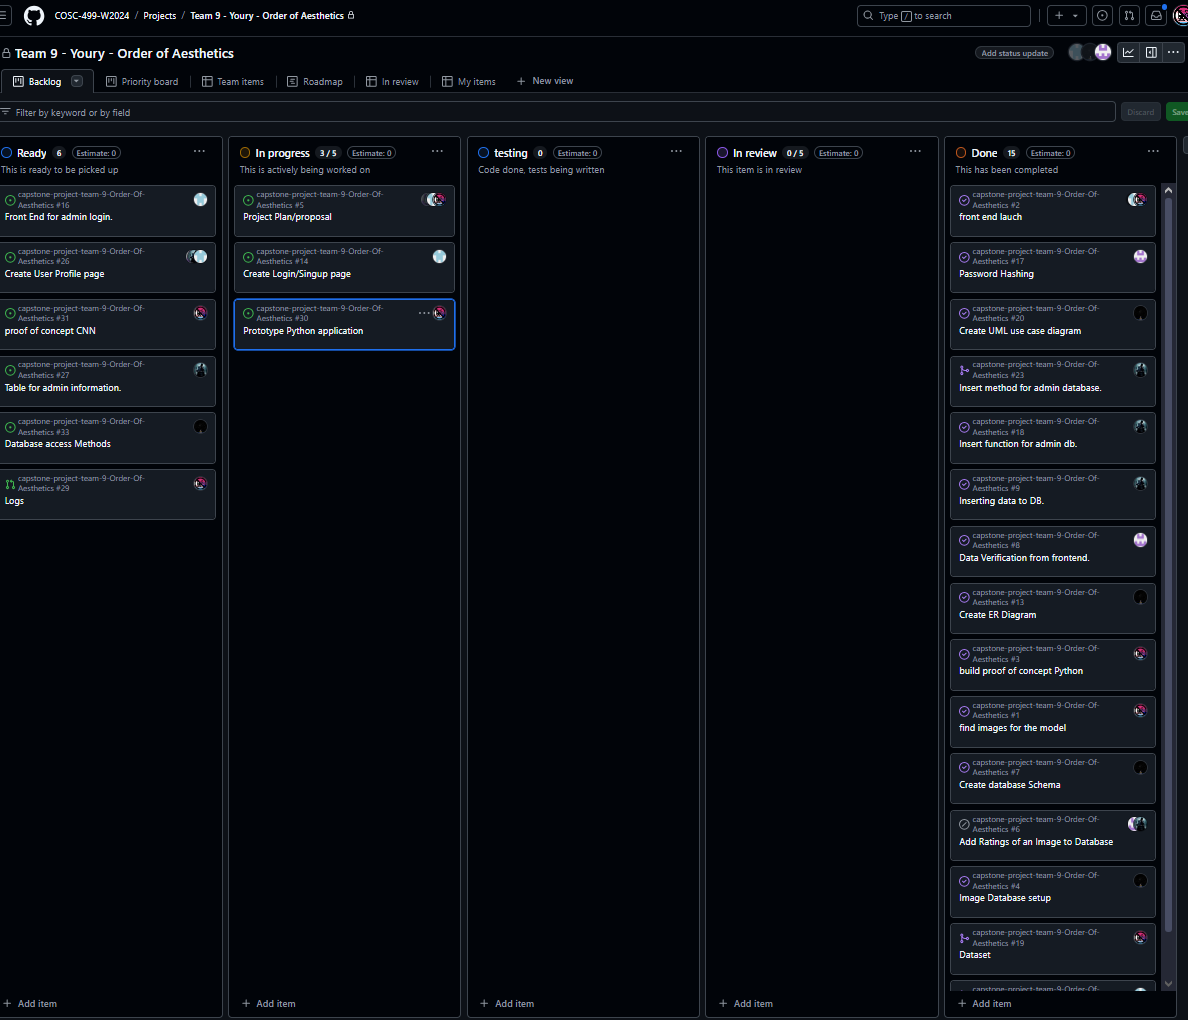 COSC-499-W2024 / Projects / Team 9 - Youry - Order of Aesthetics
Type / to search
Team 9 - Youry - Order of Aesthetics
Add status update
Backlog
Priority board
Team items
Roadmap
In review
My items
New view
Filter by keyword or by field
Discard
Save
Ready 6 Estimate: 0
This is ready to be picked up
capstone-project-team-9-Order-Of-
Aesthetics #16
Front End for admin login.
capstone-project-team-9-Order-Of-
Aesthetics #26
Create User Profile page
capstone-project-team-9-Order-Of-
Aesthetics #31
proof of concept CNN
capstone-project-team-9-Order-Of-
Aesthetics #27
Table for admin information.
capstone-project-team-9-Order-Of-
Aesthetics #33
Database access Methods
capstone-project-team-9-Order-Of-
Aesthetics #29
Logs
Add item
In progress 3 / 5 Estimate: 0
This is actively being worked on
capstone-project-team-9-Order-Of-
Aesthetics #5
Project Plan/proposal
capstone-project-team-9-Order-Of-
Aesthetics #14
Create Login/Singup page
capstone-project-team-9-Order-Of-
Aesthetics #30
Prototype Python application
Add item
testing 0 Estimate: 0
Code done, tests being written
Add item
In review 0 / 5 Estimate: 0
This item is in review
Add item
Done 15 Estimate: 0
This has been completed
capstone-project-team-9-Order-Of-
Aesthetics #2
front end lauch
capstone-project-team-9-Order-Of-
Aesthetics #17
Password Hashing
capstone-project-team-9-Order-Of-
Aesthetics #20
Create UML use case diagram
capstone-project-team-9-Order-Of-
Aesthetics #23
Insert method for admin database.
capstone-project-team-9-Order-Of-
Aesthetics #18
Insert function for admin db.
capstone-project-team-9-Order-Of-
Aesthetics #9
Inserting data to DB.
capstone-project-team-9-Order-Of-
Aesthetics #8
Data Verification from frontend.
capstone-project-team-9-Order-Of-
Aesthetics #13
Create ER Diagram
capstone-project-team-9-Order-Of-
Aesthetics #3
build proof of concept Python
capstone-project-team-9-Order-Of-
Aesthetics #1
find images for the model
capstone-project-team-9-Order-Of-
Aesthetics #7
Create database Schema
capstone-project-team-9-Order-Of-
Aesthetics #6
Add Ratings of an Image to Database
capstone-project-team-9-Order-Of-
Aesthetics #4
Image Database setup
capstone-project-team-9-Order-Of-
Aesthetics #19
Dataset
capstone-project-team-9-Order-Of-
Add item